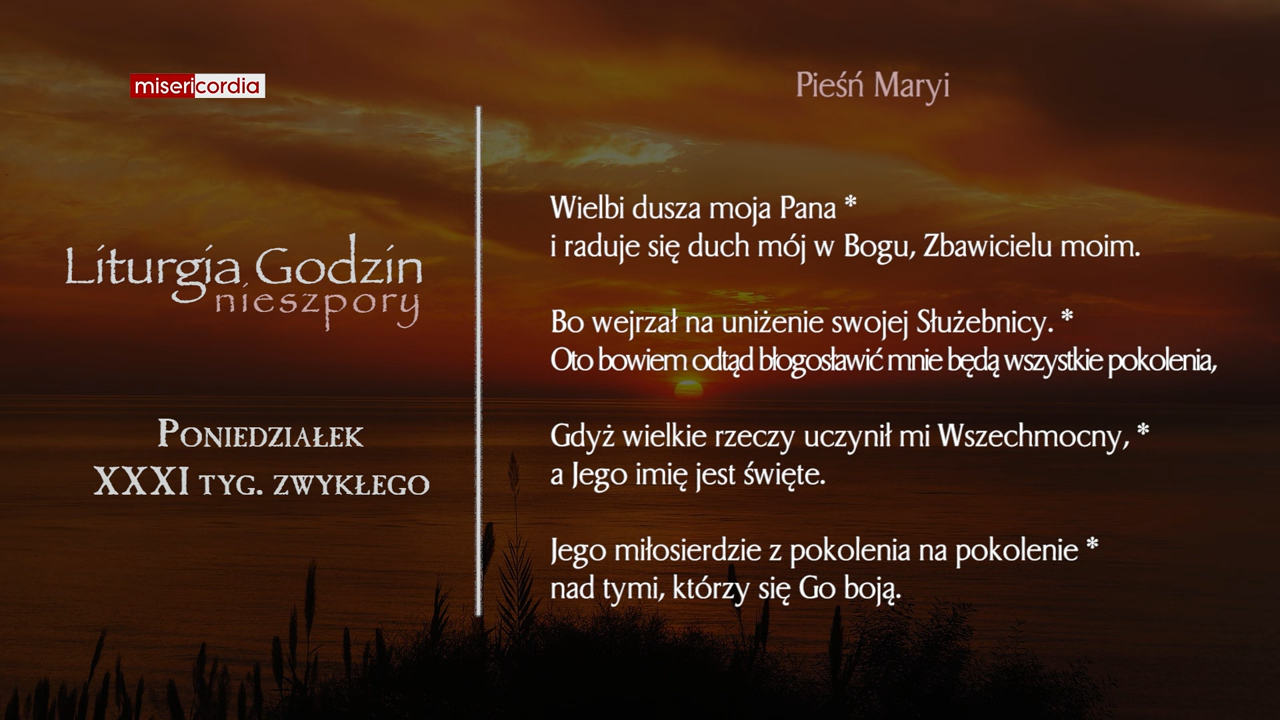 misericordia
Pieśń Maryi
Liturgia Godzin
nieszpory
Poniedziałek
XXXI tyg. zwykłego
Wielbi dusza moja Pana *
i raduje się duch mój w Bogu, Zbawicielu moim.
Bo wejrzał na uniżenie swojej Służebnicy. *
Oto bowiem odtąd błogosławić mnie będą wszystkie pokolenia,
Gdyż wielkie rzeczy uczynił mi Wszechmocny, *
a Jego imię jest święte.
Jego miłosierdzie z pokolenia na pokolenie *
nad tymi, którzy się Go boją.